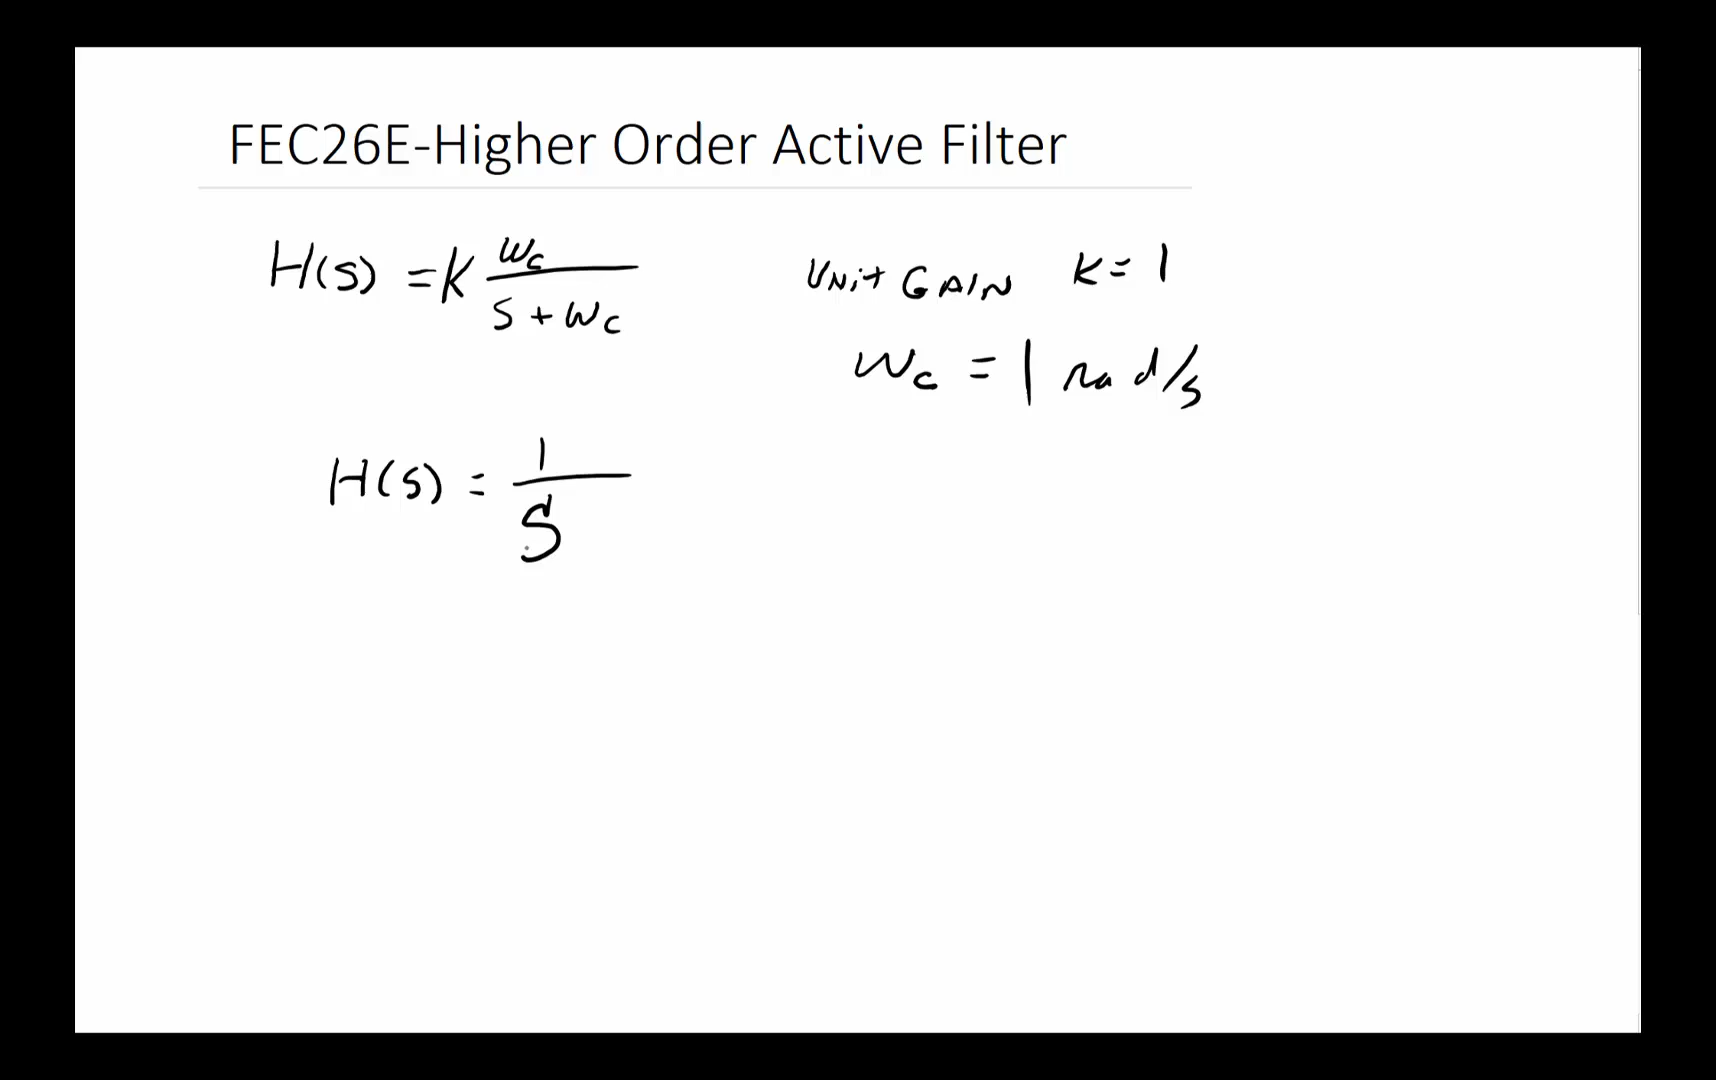 FEC26E-Higher Order Active Filter
H(s) = K Wc / s + Wc
UNit GAIN K = 1
Wc = 1 rad/s
H(s) = 1 / S